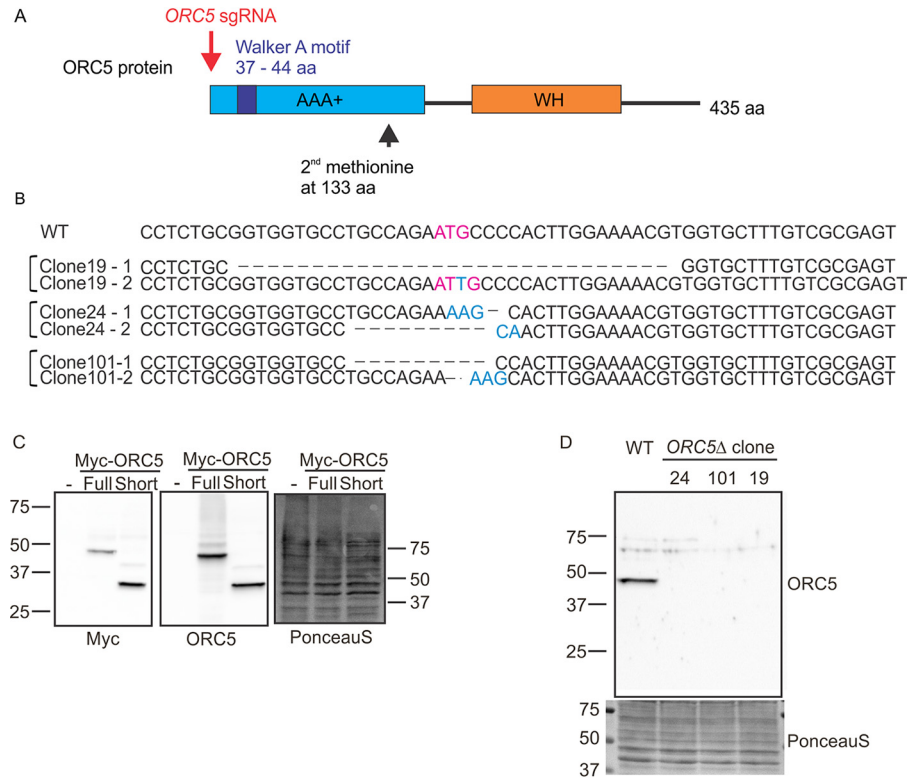 A
ORC5 sgRNA
Walker A motif
37 - 44 aa
ORC5 protein
AAA+
WH
435 aa
2nd methionine
at 133 aa
B
WT CCTCTGCGGTGGTGCCTGCCAGAATGCCCCACTTGGAAAACGTGGTGCTTTGTCGCGAGT
Clone19 - 1 CCTCTGC – – – – – – – – – – – – – – – – – – – – – – – – – – – – – GGTGCTTTGTCGCGAGT
Clone19 - 2 CCTCTGCGGTGGTGCCTGCCAGAATTGCCCCACTTGGAAAACGTGGTGCTTTGTCGCGAGT
Clone24 - 1 CCTCTGCGGTGGTGCCTGCCAGAAAAG – CACTTGGAAAACGTGGTGCTTTGTCGCGAGT
Clone24 - 2 CCTCTGCGGTGGTGCC – – – – – – – – – CAACTTGGAAAACGTGGTGCTTTGTCGCGAGT
Clone101-1 CCTCTGCGGTGGTGCC – – – – – – – – – CCACTTGGAAAACGTGGTGCTTTGTCGCGAGT
Clone101-2 CCTCTGCGGTGGTGCCTGCCAGAA – - AAGCACTTGGAAAACGTGGTGCTTTGTCGCGAGT
C
Myc-ORC5 Myc-ORC5 Myc-ORC5
- Full Short - Full Short - Full Short
75
50
37
25
75
50
37
Myc ORC5 PonceauS
D
WT ORC5Δ clone
24 101 19
75
50
37
25
ORC5
75
50
37
PonceauS